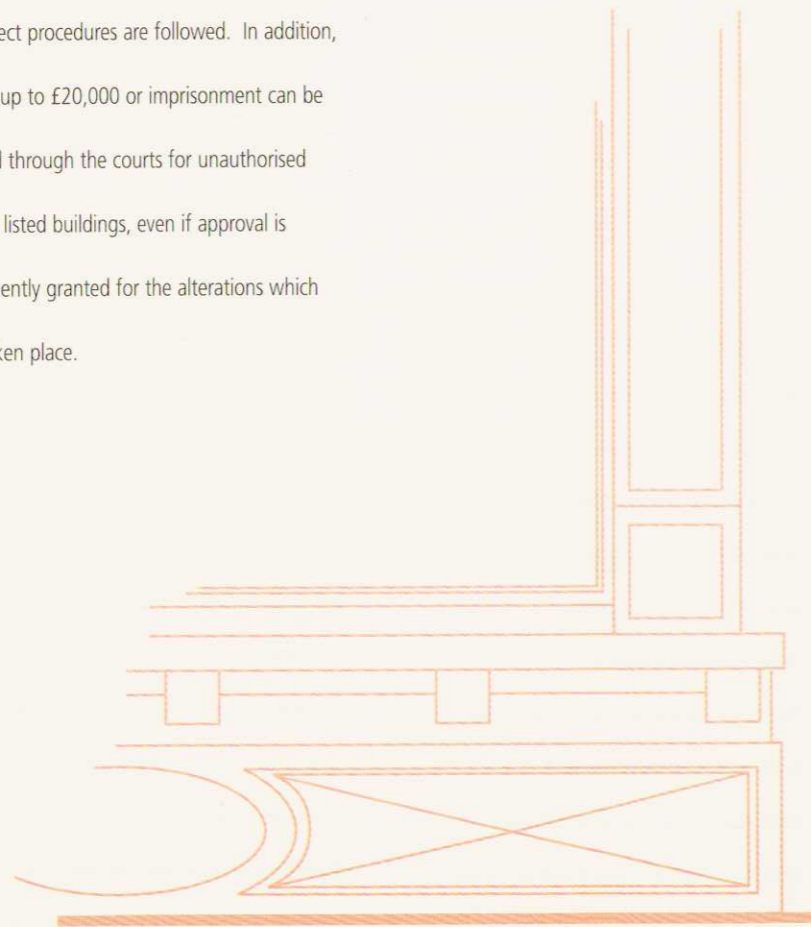 ect procedures are followed. In addition,
up to £20,000 or imprisonment can be
l through the courts for unauthorised
listed buildings, even if approval is
ently granted for the alterations which
ken place.